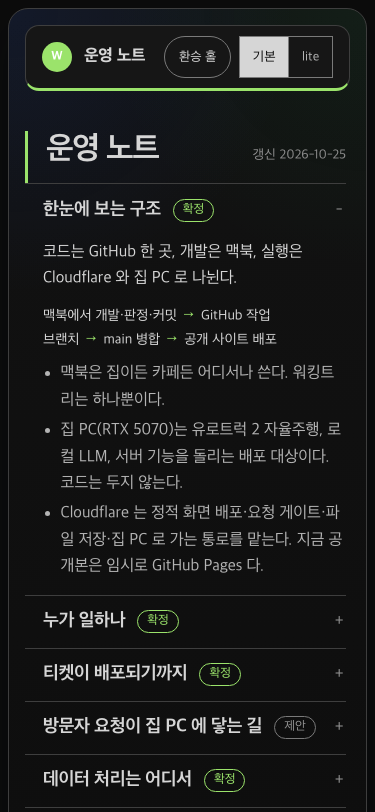 W 운영 노트 환승 홀 기본 lite
운영 노트 갱신 2026-10-25
한눈에 보는 구조 확정 −
코드는 GitHub 한 곳, 개발은 맥북, 실행은
Cloudflare 와 집 PC 로 나뉜다.
맥북에서 개발·판정·커밋 → GitHub 작업
브랜치 → main 병합 → 공개 사이트 배포
• 맥북은 집이든 카페든 어디서나 쓴다. 워킹트
리는 하나뿐이다.
• 집 PC(RTX 5070)는 유로트럭 2 자율주행, 로
컬 LLM, 서버 기능을 돌리는 배포 대상이다.
코드는 두지 않는다.
• Cloudflare 는 정적 화면 배포·요청 게이트·파
일 저장·집 PC 로 가는 통로를 맡는다. 지금 공
개본은 임시로 GitHub Pages 다.
누가 일하나 확정 +
티켓이 배포되기까지 확정 +
방문자 요청이 집 PC 에 닿는 길 제안 +
데이터 처리는 어디서 확정 +